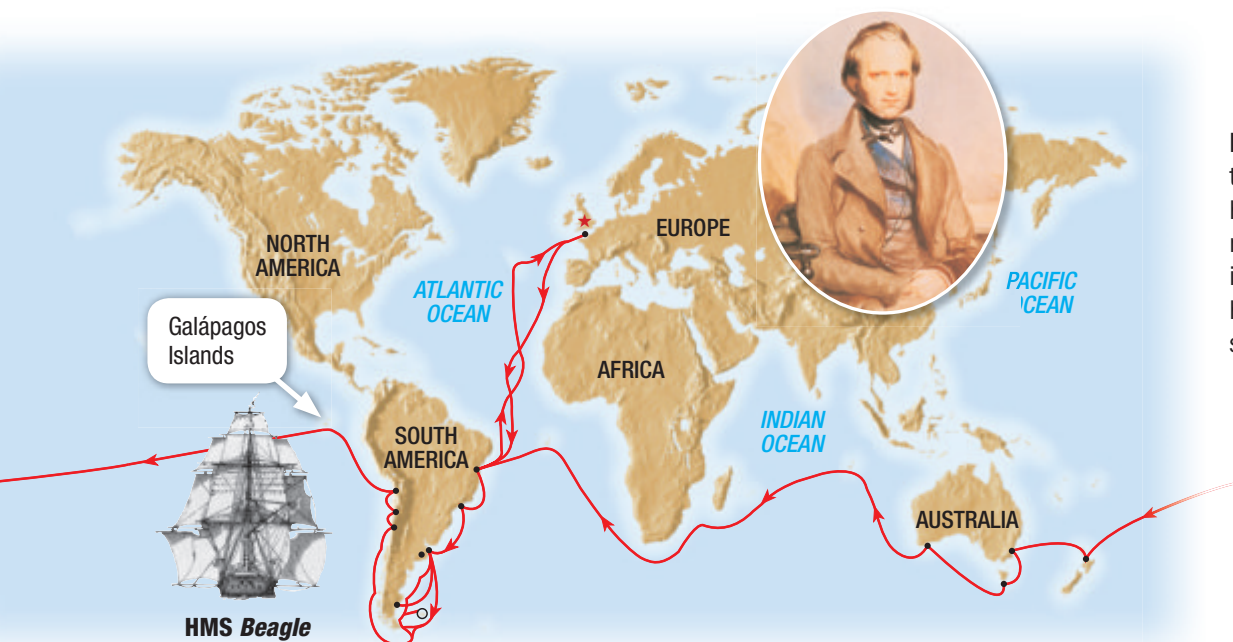 NORTH
AMERICA
ATLANTIC
OCEAN
EUROPE
PACIFIC
CEAN
Galápagos
Islands
AFRICA
INDIAN
OCEAN
SOUTH
AMERICA
AUSTRALIA
HMS Beagle